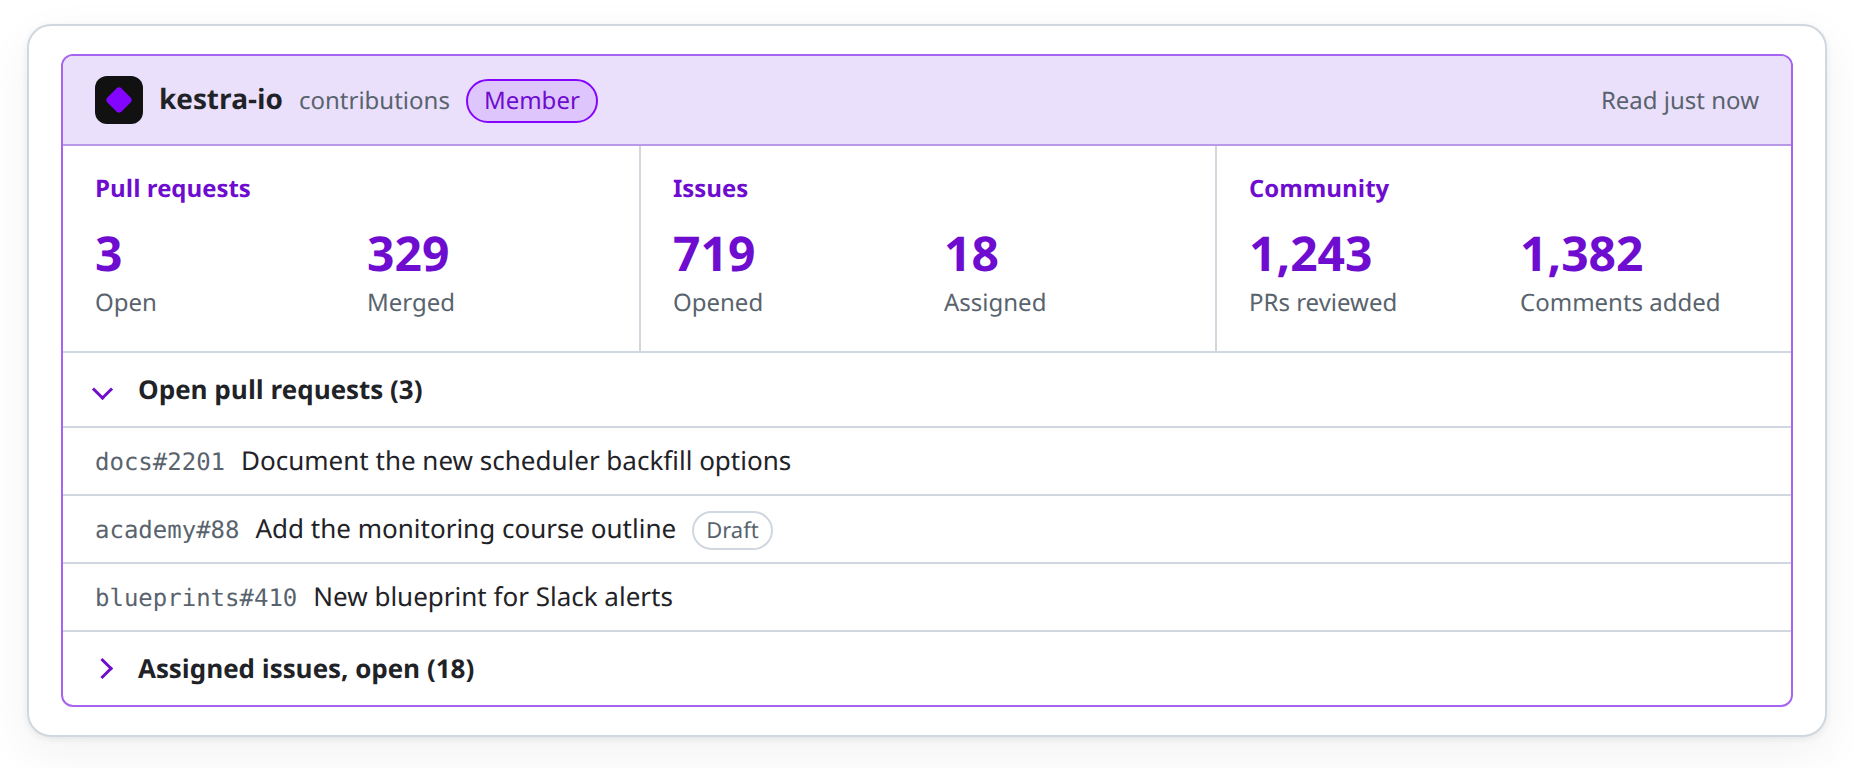 kestra-io contributions Member Read just now
Pull requests Issues Community
3 329 719 18 1,243 1,382
Open Merged Opened Assigned PRs reviewed Comments added
Open pull requests (3)
docs#2201 Document the new scheduler backfill options
academy#88 Add the monitoring course outline Draft
blueprints#410 New blueprint for Slack alerts
Assigned issues, open (18)